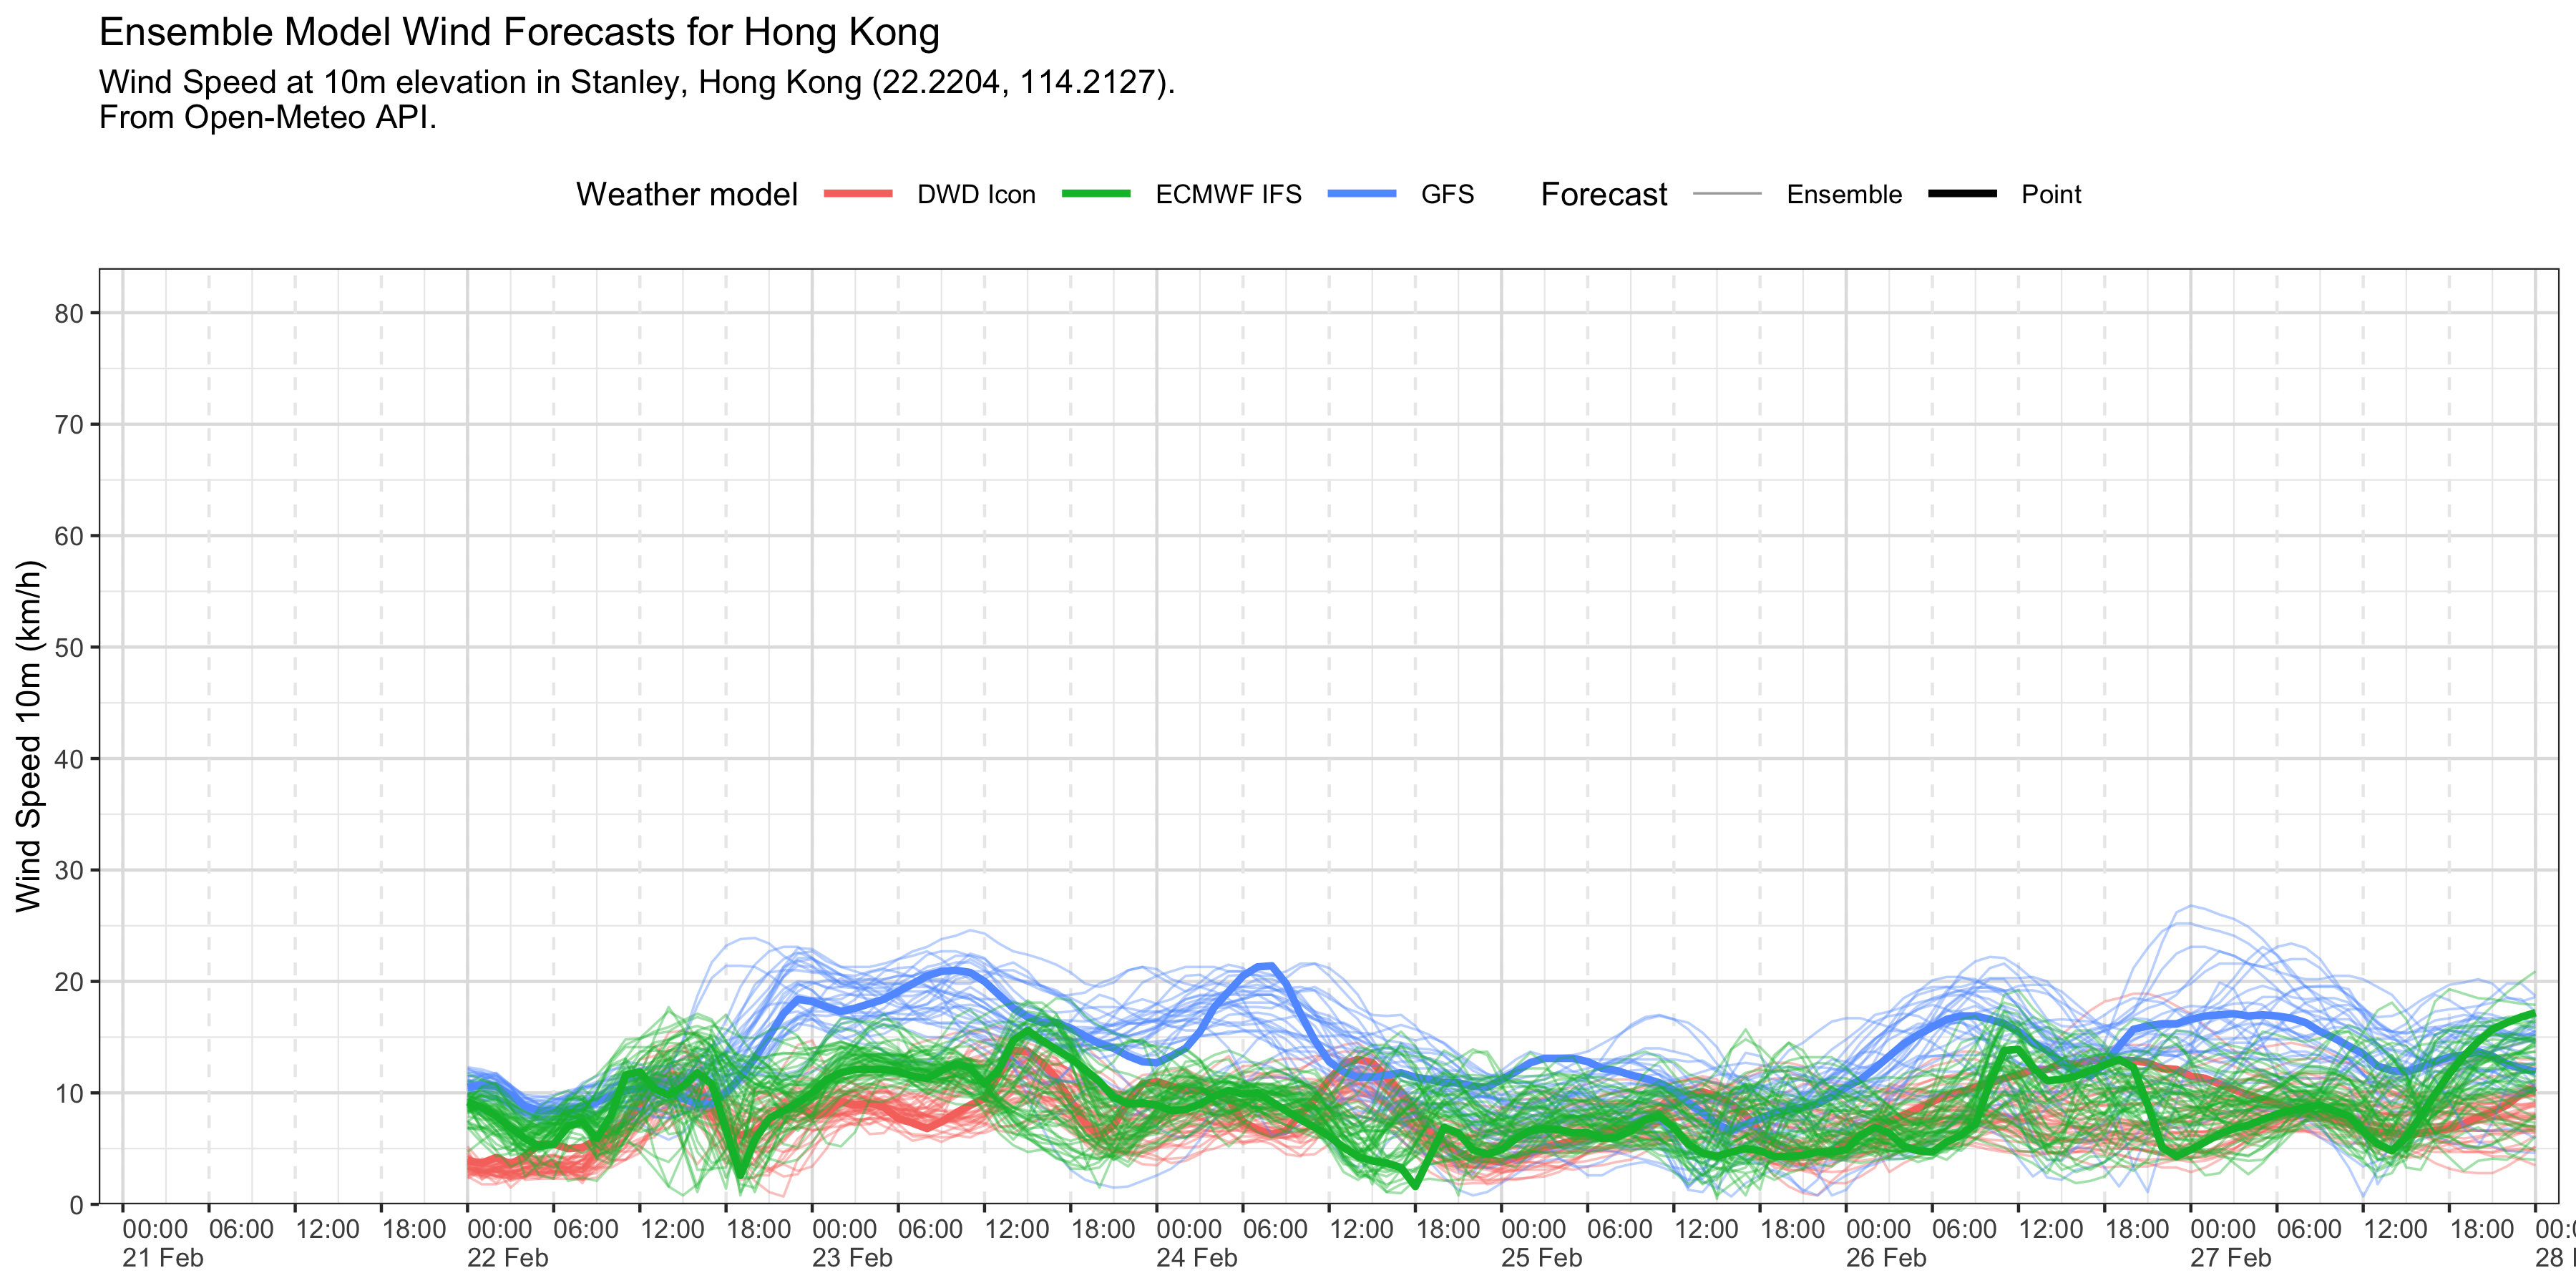 Ensemble Model Wind Forecasts for Hong Kong
Wind Speed at 10m elevation in Stanley, Hong Kong (22.2204, 114.2127).
From Open-Meteo API.
Weather model DWD Icon ECMWF IFS GFS Forecast Ensemble Point
Wind Speed 10m (km/h)
80
70
60
50
40
30
20
10
0
00:00 06:00 12:00 18:00 00:00 06:00 12:00 18:00 00:00 06:00 12:00 18:00 00:00 06:00 12:00 18:00 00:00 06:00 12:00 18:00 00:00 06:00 12:00 18:00 00:00 06:00 12:00 18:00
21 Feb 22 Feb 23 Feb 24 Feb 25 Feb 26 Feb 27 Feb 28